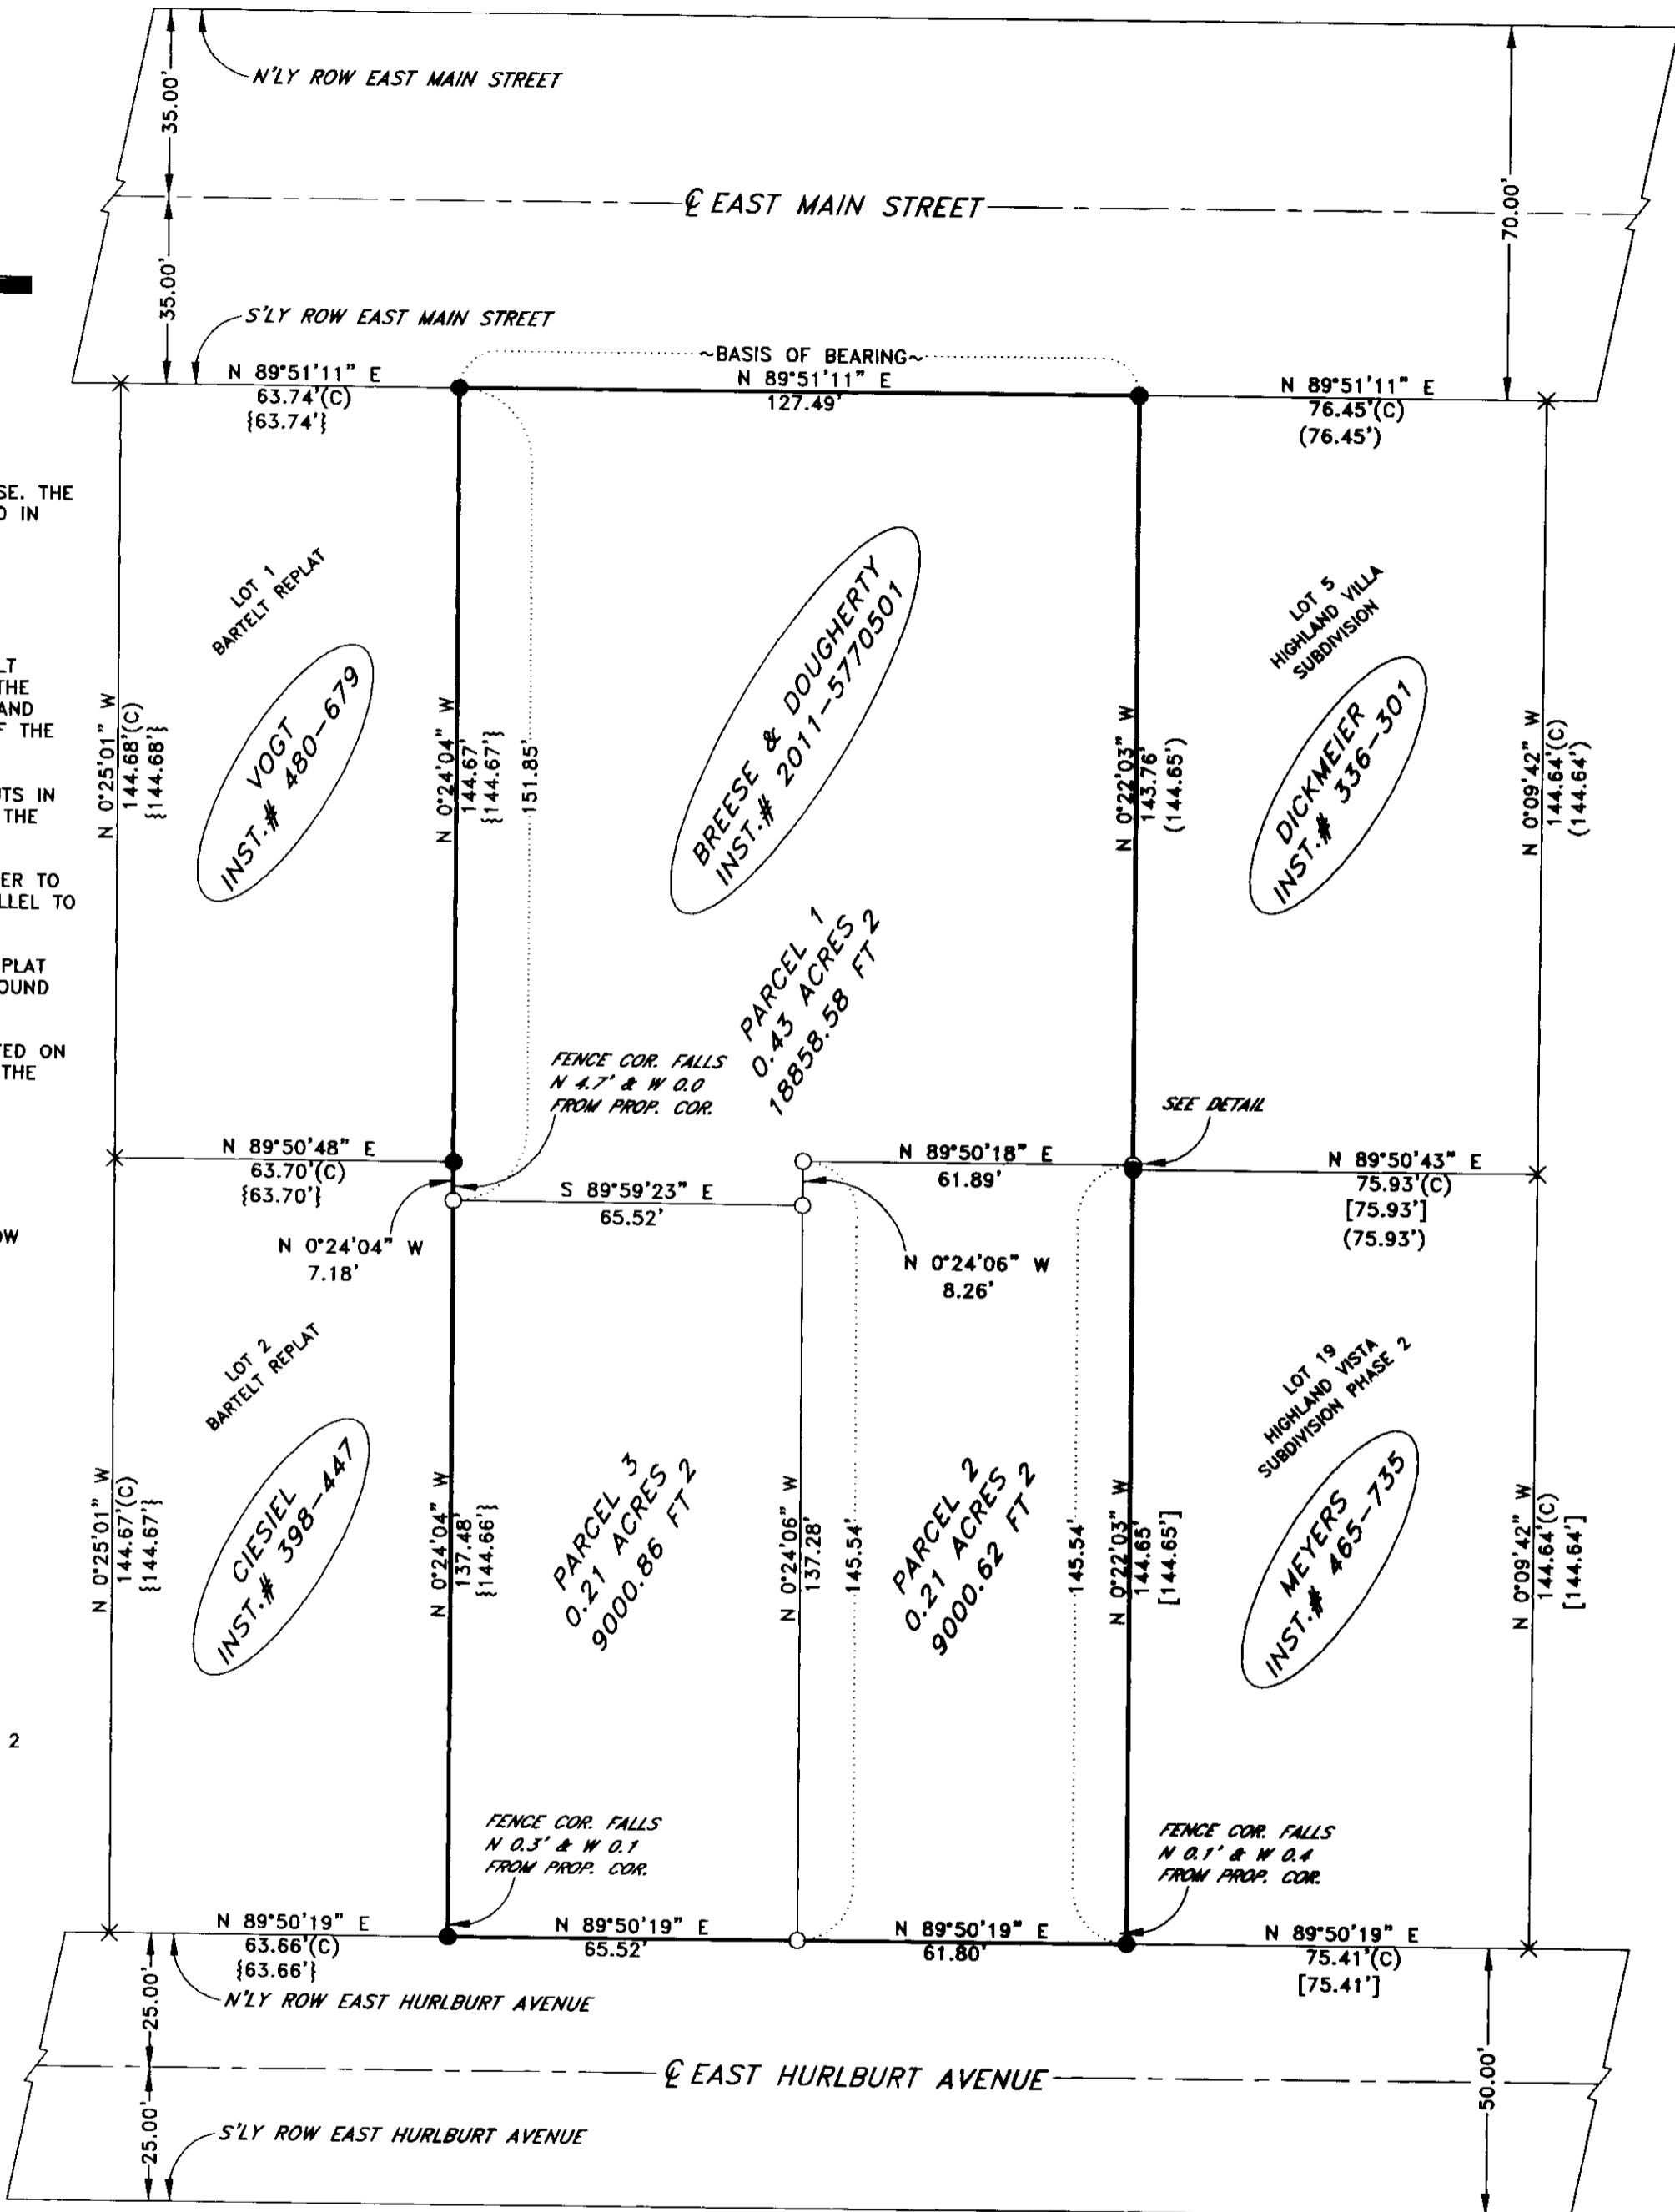 35.00'
N'LY ROW EAST MAIN STREET
℄ EAST MAIN STREET
70.00'
35.00'
S'LY ROW EAST MAIN STREET
~BASIS OF BEARING~
N 89°51'11" E
63.74'(C)
{63.74'}
N 89°51'11" E
127.49'
N 89°51'11" E
76.45'(C)
(76.45')
SE. THE
D IN
LOT 1
BARTELT REPLAT
LOT 5
HIGHLAND VILLA
SUBDIVISION
LT
THE
AND
F THE
UTS IN
THE
ER TO
LLEL TO
PLAT
OUND
TED ON
THE
OW
2
N 0°25'01" W
144.68'(C)
{144.68'}
VOGT
INST.# 480-679
N 0°24'04" W
144.67'
{144.67'}
151.85'
BREESE & DOUGHERTY
INST.# 2011-5770501
N 0°22'03" W
143.76'
(144.65')
DICKMEIER
INST.# 336-301
N 0°09'42" W
144.64'(C)
(144.64')
PARCEL 1
0.43 ACRES
18858.58 FT 2
FENCE COR. FALLS
N 4.7' & W 0.0
FROM PROP. COR.
SEE DETAIL
N 89°50'48" E
63.70'(C)
{63.70'}
N 89°50'18" E
61.89'
N 89°50'43" E
75.93'(C)
[75.93']
(75.93')
S 89°59'23" E
65.52'
N 0°24'04" W
7.18'
N 0°24'06" W
8.26'
LOT 2
BARTELT REPLAT
LOT 19
HIGHLAND VISTA
SUBDIVISION PHASE 2
N 0°25'01" W
144.67'(C)
{144.67'}
CIESIEL
INST.# 398-447
N 0°24'04" W
137.48'
{144.66'}
PARCEL 3
0.21 ACRES
9000.86 FT 2
N 0°24'06" W
137.28'
145.54'
PARCEL 2
0.21 ACRES
9000.62 FT 2
145.54'
N 0°22'03" W
144.65'
[144.65']
MEYERS
INST.# 465-735
N 0°09'42" W
144.64'(C)
[144.64']
FENCE COR. FALLS
N 0.3' & W 0.1
FROM PROP. COR.
FENCE COR. FALLS
N 0.1' & W 0.4
FROM PROP. COR.
N 89°50'19" E
63.66'(C)
{63.66'}
N 89°50'19" E
65.52'
N 89°50'19" E
61.80'
N 89°50'19" E
75.41'(C)
[75.41']
25.00'
N'LY ROW EAST HURLBURT AVENUE
℄ EAST HURLBURT AVENUE
50.00'
25.00'
S'LY ROW EAST HURLBURT AVENUE